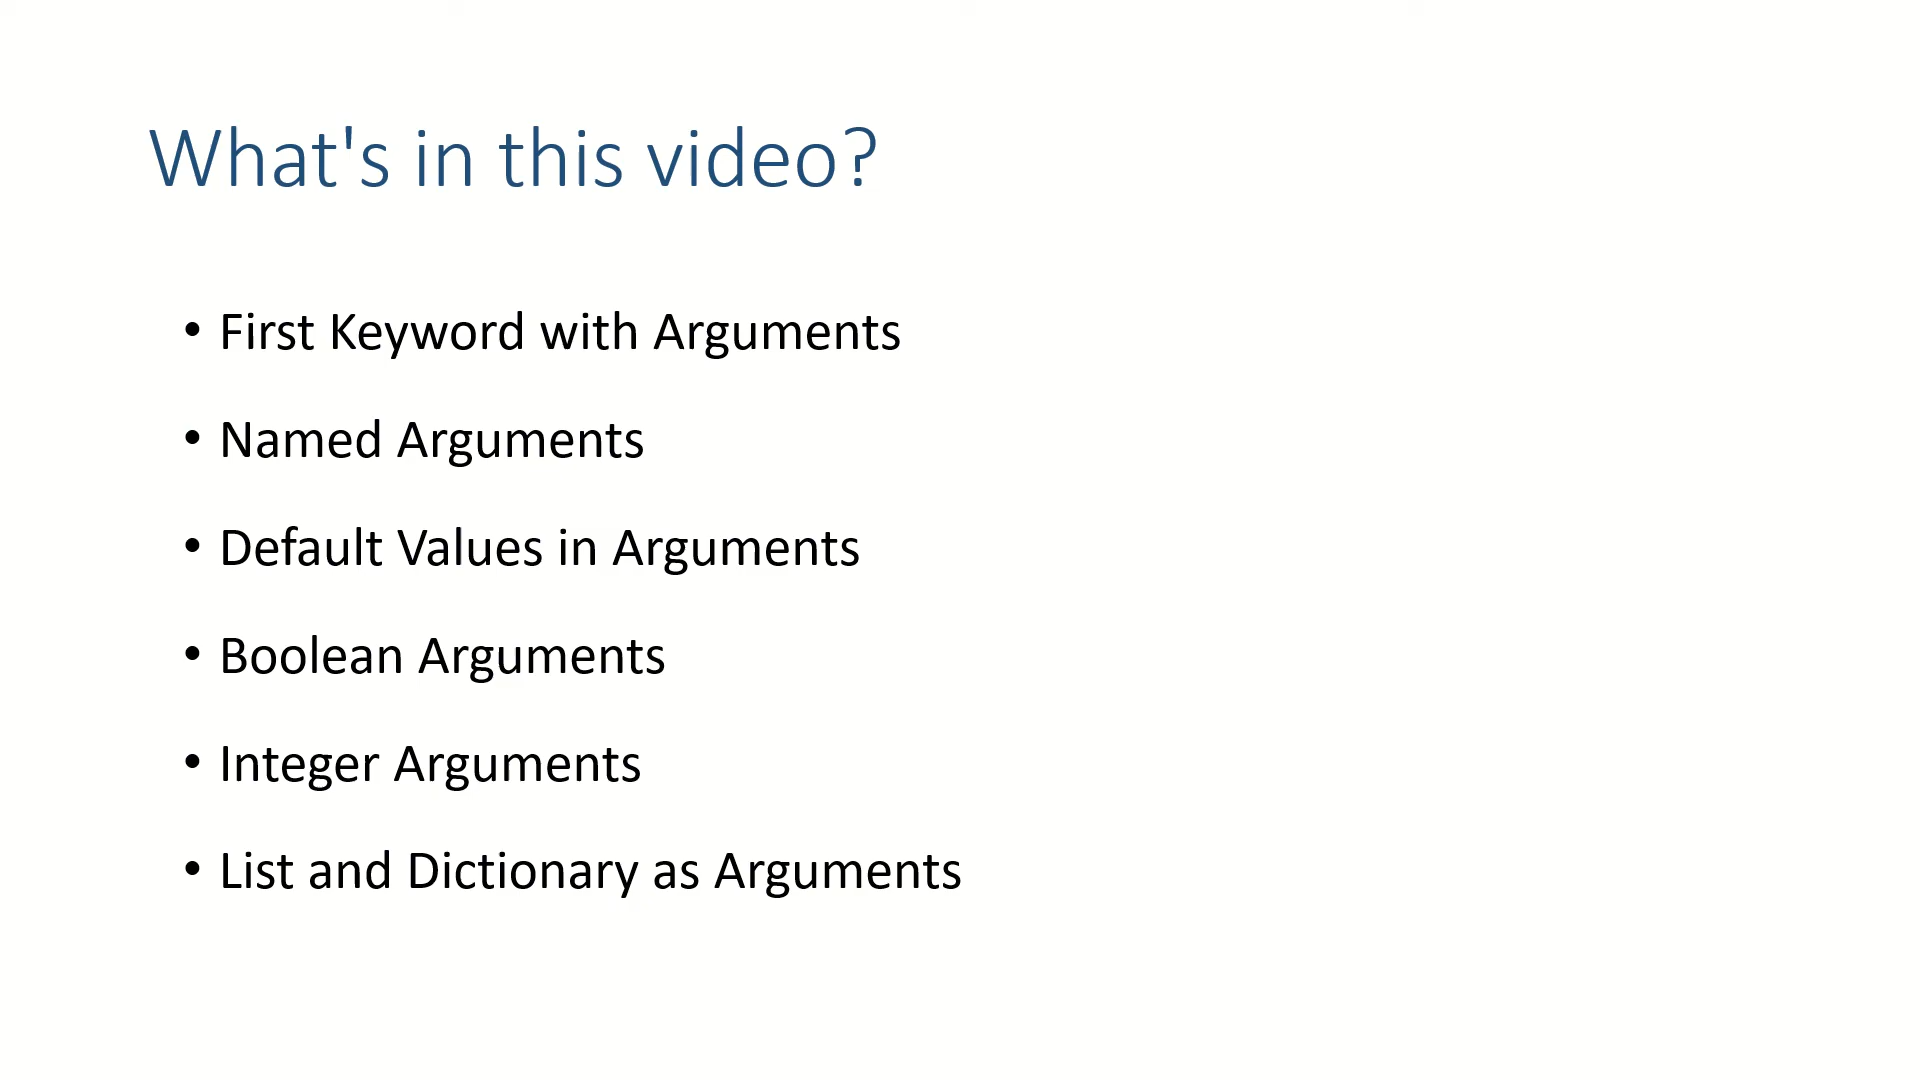 What's in this video?
• First Keyword with Arguments
• Named Arguments
• Default Values in Arguments
• Boolean Arguments
• Integer Arguments
• List and Dictionary as Arguments